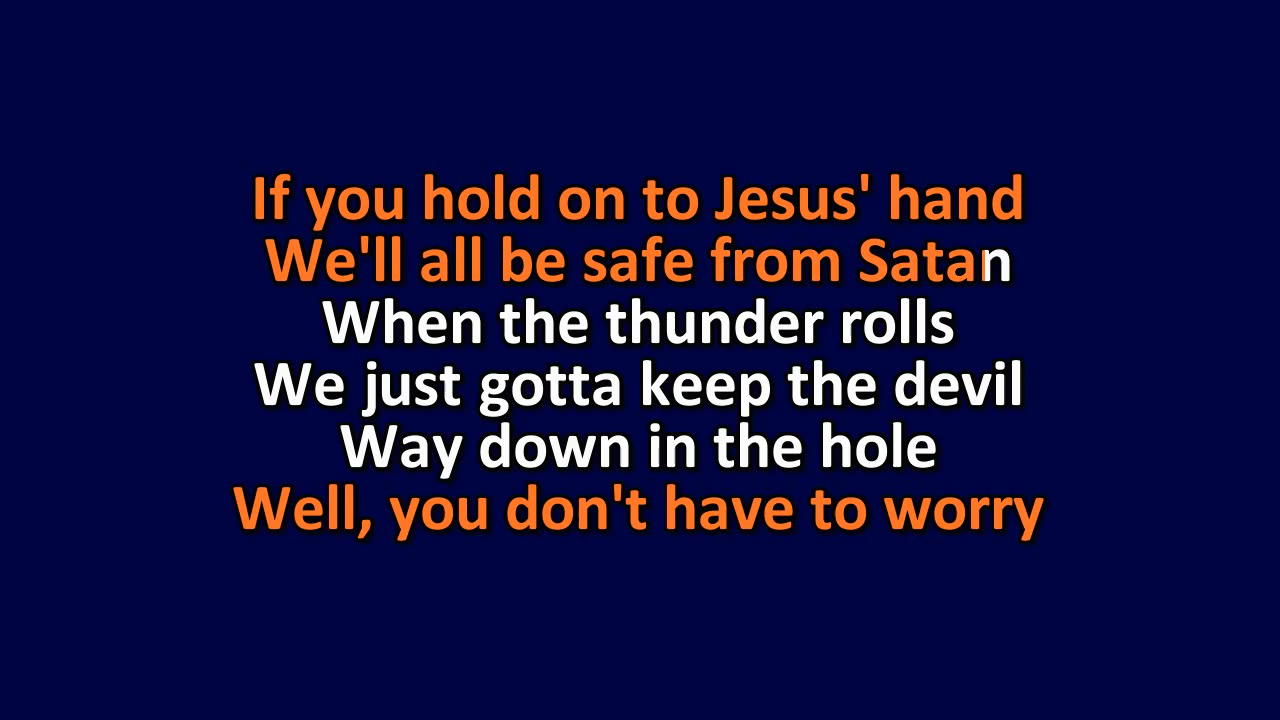 If you hold on to Jesus' hand
We'll all be safe from Satan
When the thunder rolls
We just gotta keep the devil
Way down in the hole
Well, you don't have to worry